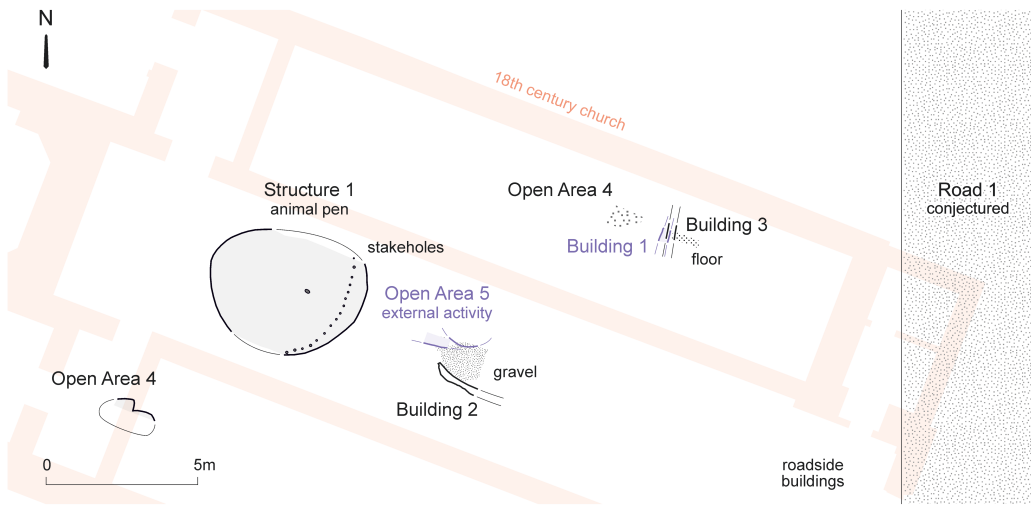 N
18th century church
Structure 1
animal pen
Open Area 4
Road 1
conjectured
Building 3
Building 1
floor
stakeholes
Open Area 5
external activity
gravel
Open Area 4
Building 2
0 5m
roadside
buildings